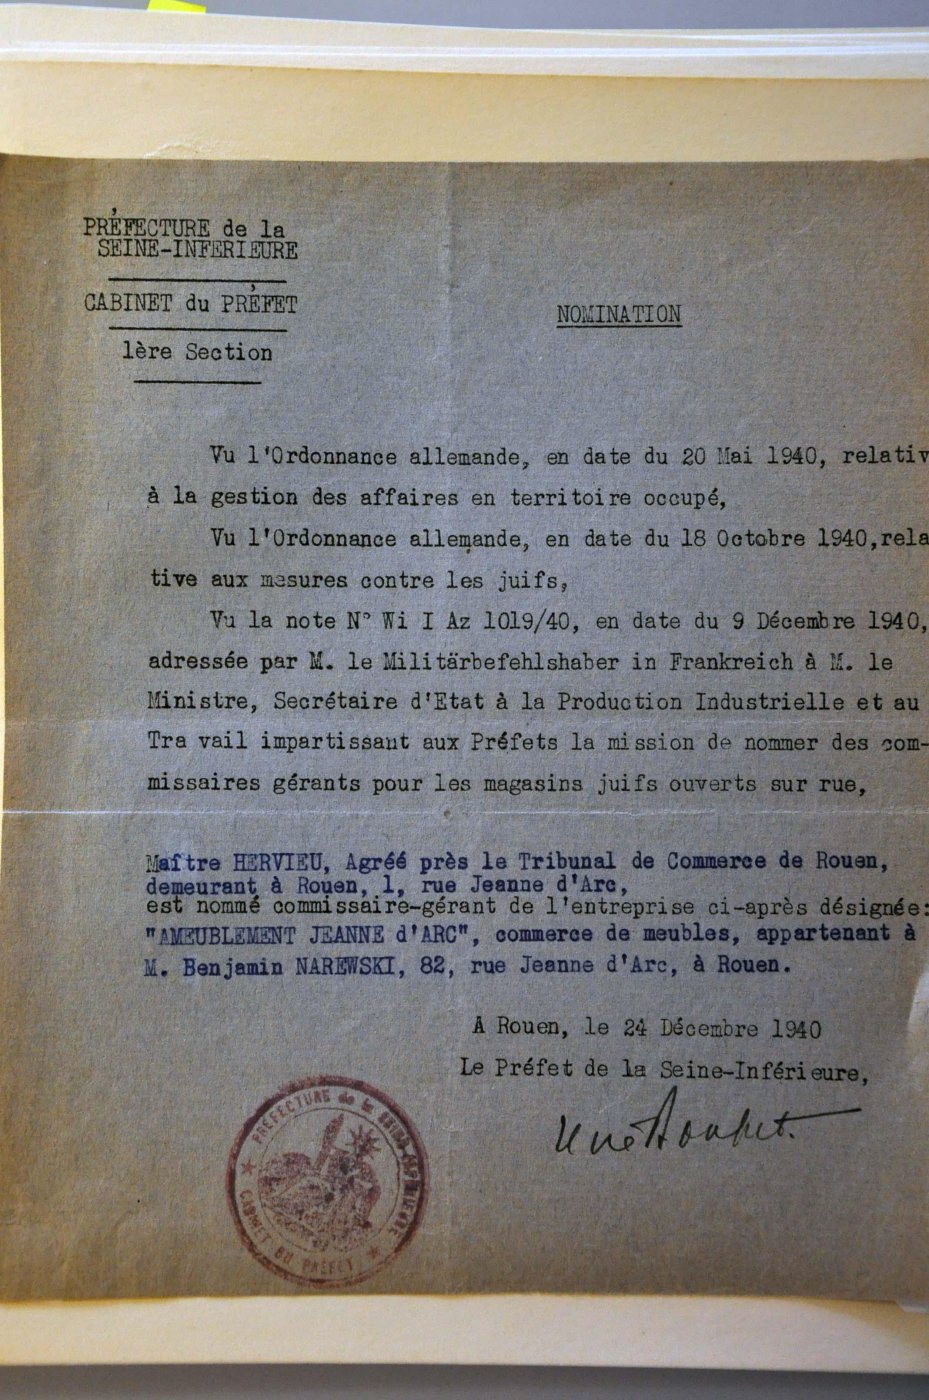 PRÉFECTURE de la
SEINE-INFERIEURE
CABINET du PRÉFET
1ère Section
NOMINATION
Vu l'Ordonnance allemande, en date du 20 Mai 1940, relativ
à la gestion des affaires en territoire occupé,
Vu l'Ordonnance allemande, en date du 18 Octobre 1940,rela
tive aux mesures contre les juifs,
Vu la note N° Wi I Az 1019/40, en date du 9 Décembre 1940,
adressée par M. le Militärbefehlshaber in Frankreich à M. le
Ministre, Secrétaire d'Etat à la Production Industrielle et au
Tra vail impartissant aux Préfets la mission de nommer des com-
missaires gérants pour les magasins juifs ouverts sur rue,
Maître HERVIEU, Agréé près le Tribunal de Commerce de Rouen,
demeurant à Rouen, 1, rue Jeanne d'Arc,
est nommé commissaire-gérant de l'entreprise ci-après désignée:
"AMEUBLEMENT JEANNE d'ARC", commerce de meubles, appartenant à
M. Benjamin NAREWSKI, 82, rue Jeanne d'Arc, à Rouen.
A Rouen, le 24 Décembre 1940
Le Préfet de la Seine-Inférieure,
PRÉFECTURE de la SEINE-INFÉRIEURE
CABINET DU PRÉFET